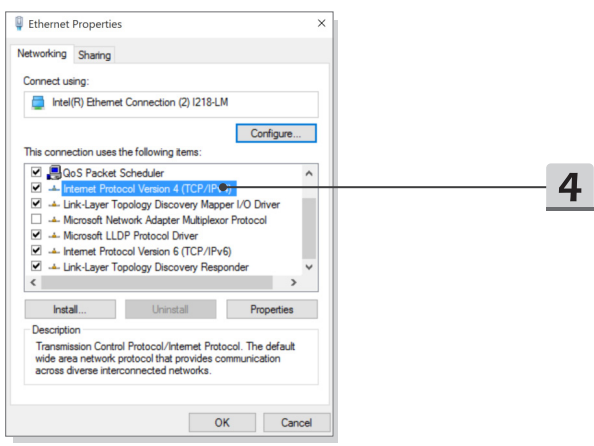 Ethernet Properties
Networking
Sharing
Connect using:
Intel(R) Ethernet Connection (2) I218-LM
Configure...
This connection uses the following items:
QoS Packet Scheduler
Internet Protocol Version 4 (TCP/IPv4)
4
Link-Layer Topology Discovery Mapper I/O Driver
Microsoft Network Adapter Multiplexor Protocol
Microsoft LLDP Protocol Driver
Internet Protocol Version 6 (TCP/IPv6)
Link-Layer Topology Discovery Responder
Install...
Uninstall
Properties
Description
Transmission Control Protocol/Internet Protocol. The default
wide area network protocol that provides communication
across diverse interconnected networks.
OK
Cancel